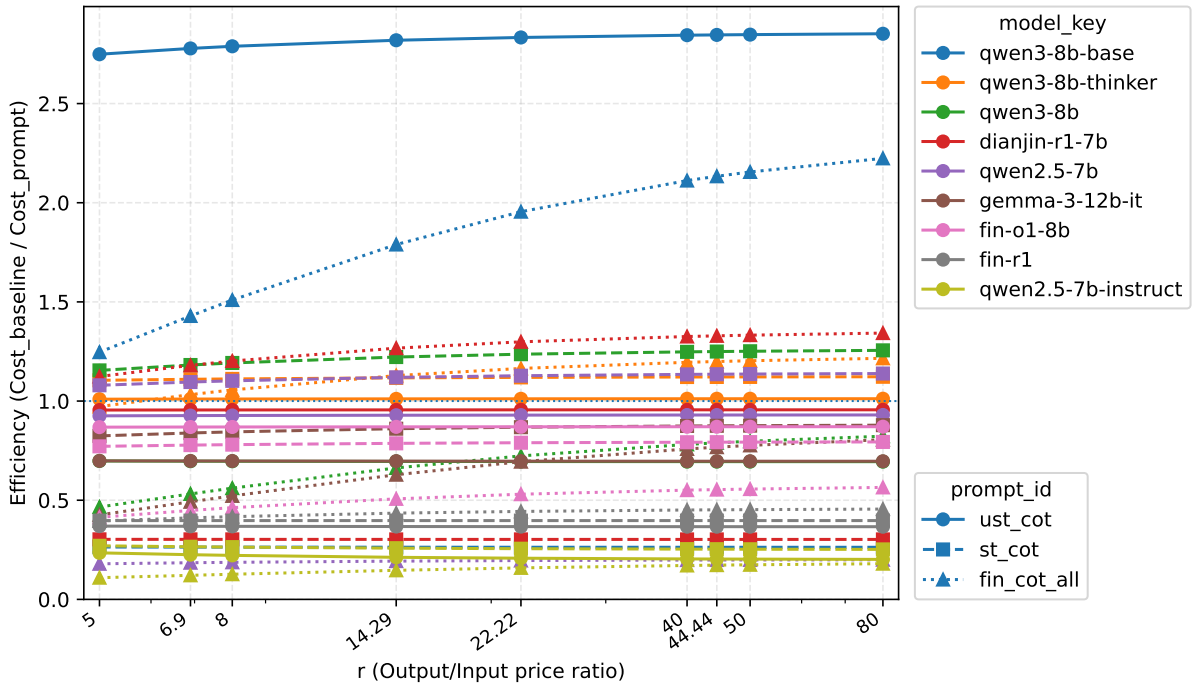 Efficiency (Cost_baseline / Cost_prompt)
2.5
2.0
1.5
1.0
0.5
0.0
5
6.9
8
14.29
22.22
40
44.44
50
80
r (Output/Input price ratio)
model_key
qwen3-8b-base
qwen3-8b-thinker
qwen3-8b
dianjin-r1-7b
qwen2.5-7b
gemma-3-12b-it
fin-o1-8b
fin-r1
qwen2.5-7b-instruct
prompt_id
ust_cot
st_cot
fin_cot_all